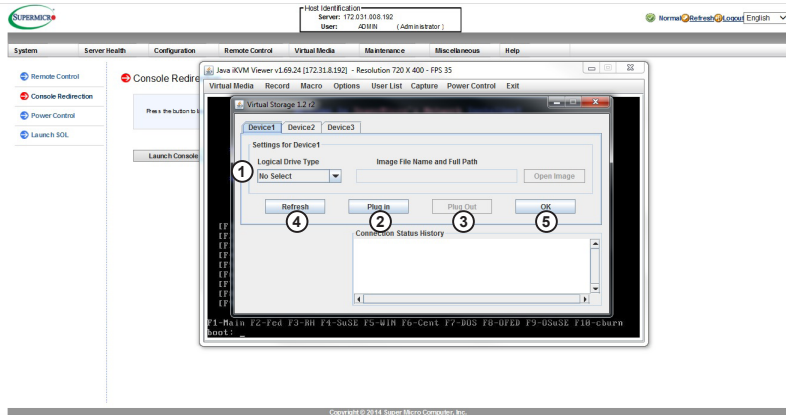 SUPERMICR
Host Identification
Server: 172.031.008.192
User: ADMIN (Administrator)
Normal Refresh Logout English
System Server Health Configuration Remote Control Virtual Media Maintenance Miscellaneous Help
Remote Control
Console Redirection
Power Control
Launch SOL
Console Redire
Press the button to l
Launch Console
Java iKVM Viewer v1.69.24 [172.31.8.192] - Resolution 720 X 400 - FPS 35
Virtual Media Record Macro Options User List Capture Power Control Exit
Virtual Storage 1.2 r2
Device1 Device2 Device3
Settings for Device1
Logical Drive Type Image File Name and Full Path
1
No Select Open Image
Refresh Plug in Plug Out OK
4 2 3 5
Connection Status History
F1-Main F2-Fed F3-RH F4-SuSE F5-WIN F6-Cent F7-DOS F8-OFED F9-OSuSE F10-cburn
boot: _
Copyright © 2014 Super Micro Computer, Inc.